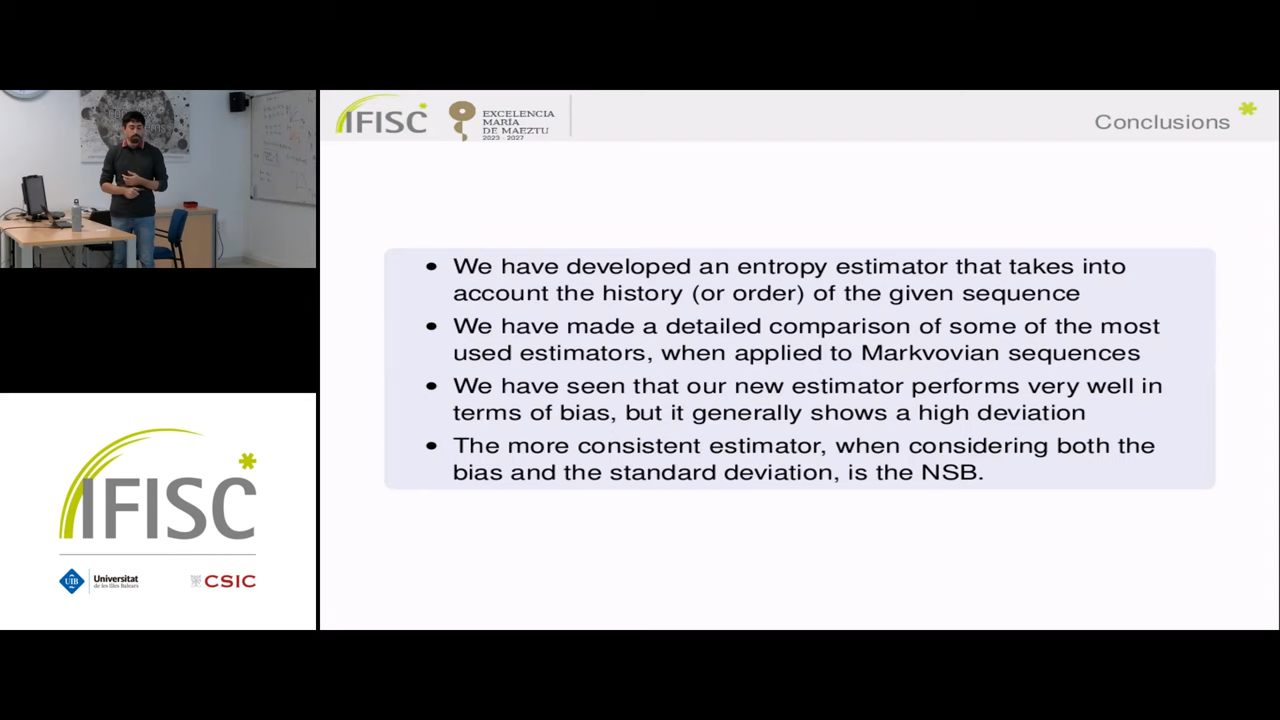 IFISC
EXCELENCIA
MARÍA
DE MAEZTU
2023 - 2027
Conclusions
• We have developed an entropy estimator that takes into
account the history (or order) of the given sequence
• We have made a detailed comparison of some of the most
used estimators, when applied to Markvovian sequences
• We have seen that our new estimator performs very well in
terms of bias, but it generally shows a high deviation
• The more consistent estimator, when considering both the
bias and the standard deviation, is the NSB.
IFISC
UIB
Universitat
de les Illes Balears
CSIC